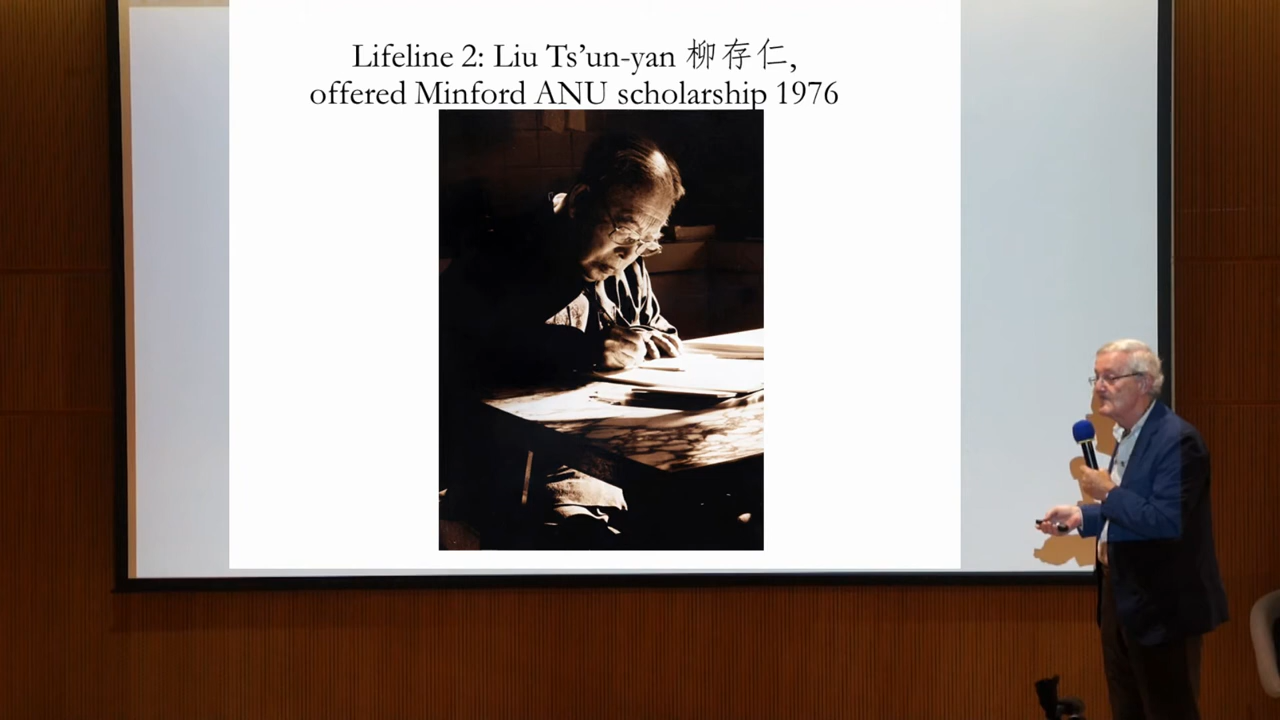 Lifeline 2: Liu Ts’un-yan 柳存仁,
offered Minford ANU scholarship 1976